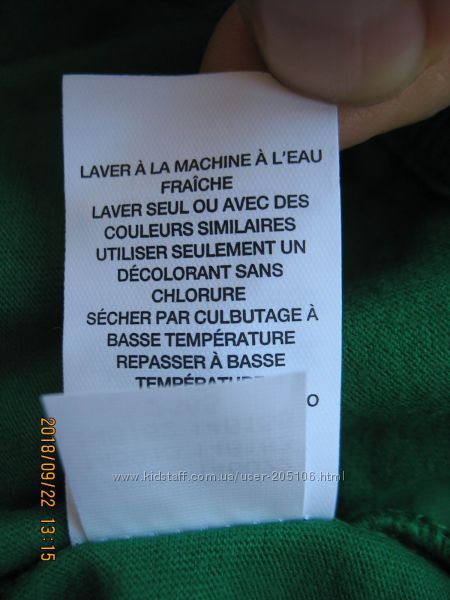 LAVER À LA MACHINE À L'EAU
FRAÎCHE
LAVER SEUL OU AVEC DES
COULEURS SIMILAIRES
UTILISER SEULEMENT UN
DÉCOLORANT SANS
CHLORURE
SÉCHER PAR CULBUTAGE À
BASSE TEMPÉRATURE
REPASSER À BASSE
TEMPÉRATURE
O
www.kidstaff.com.ua/user-205106.html
2018/09/22 13:15